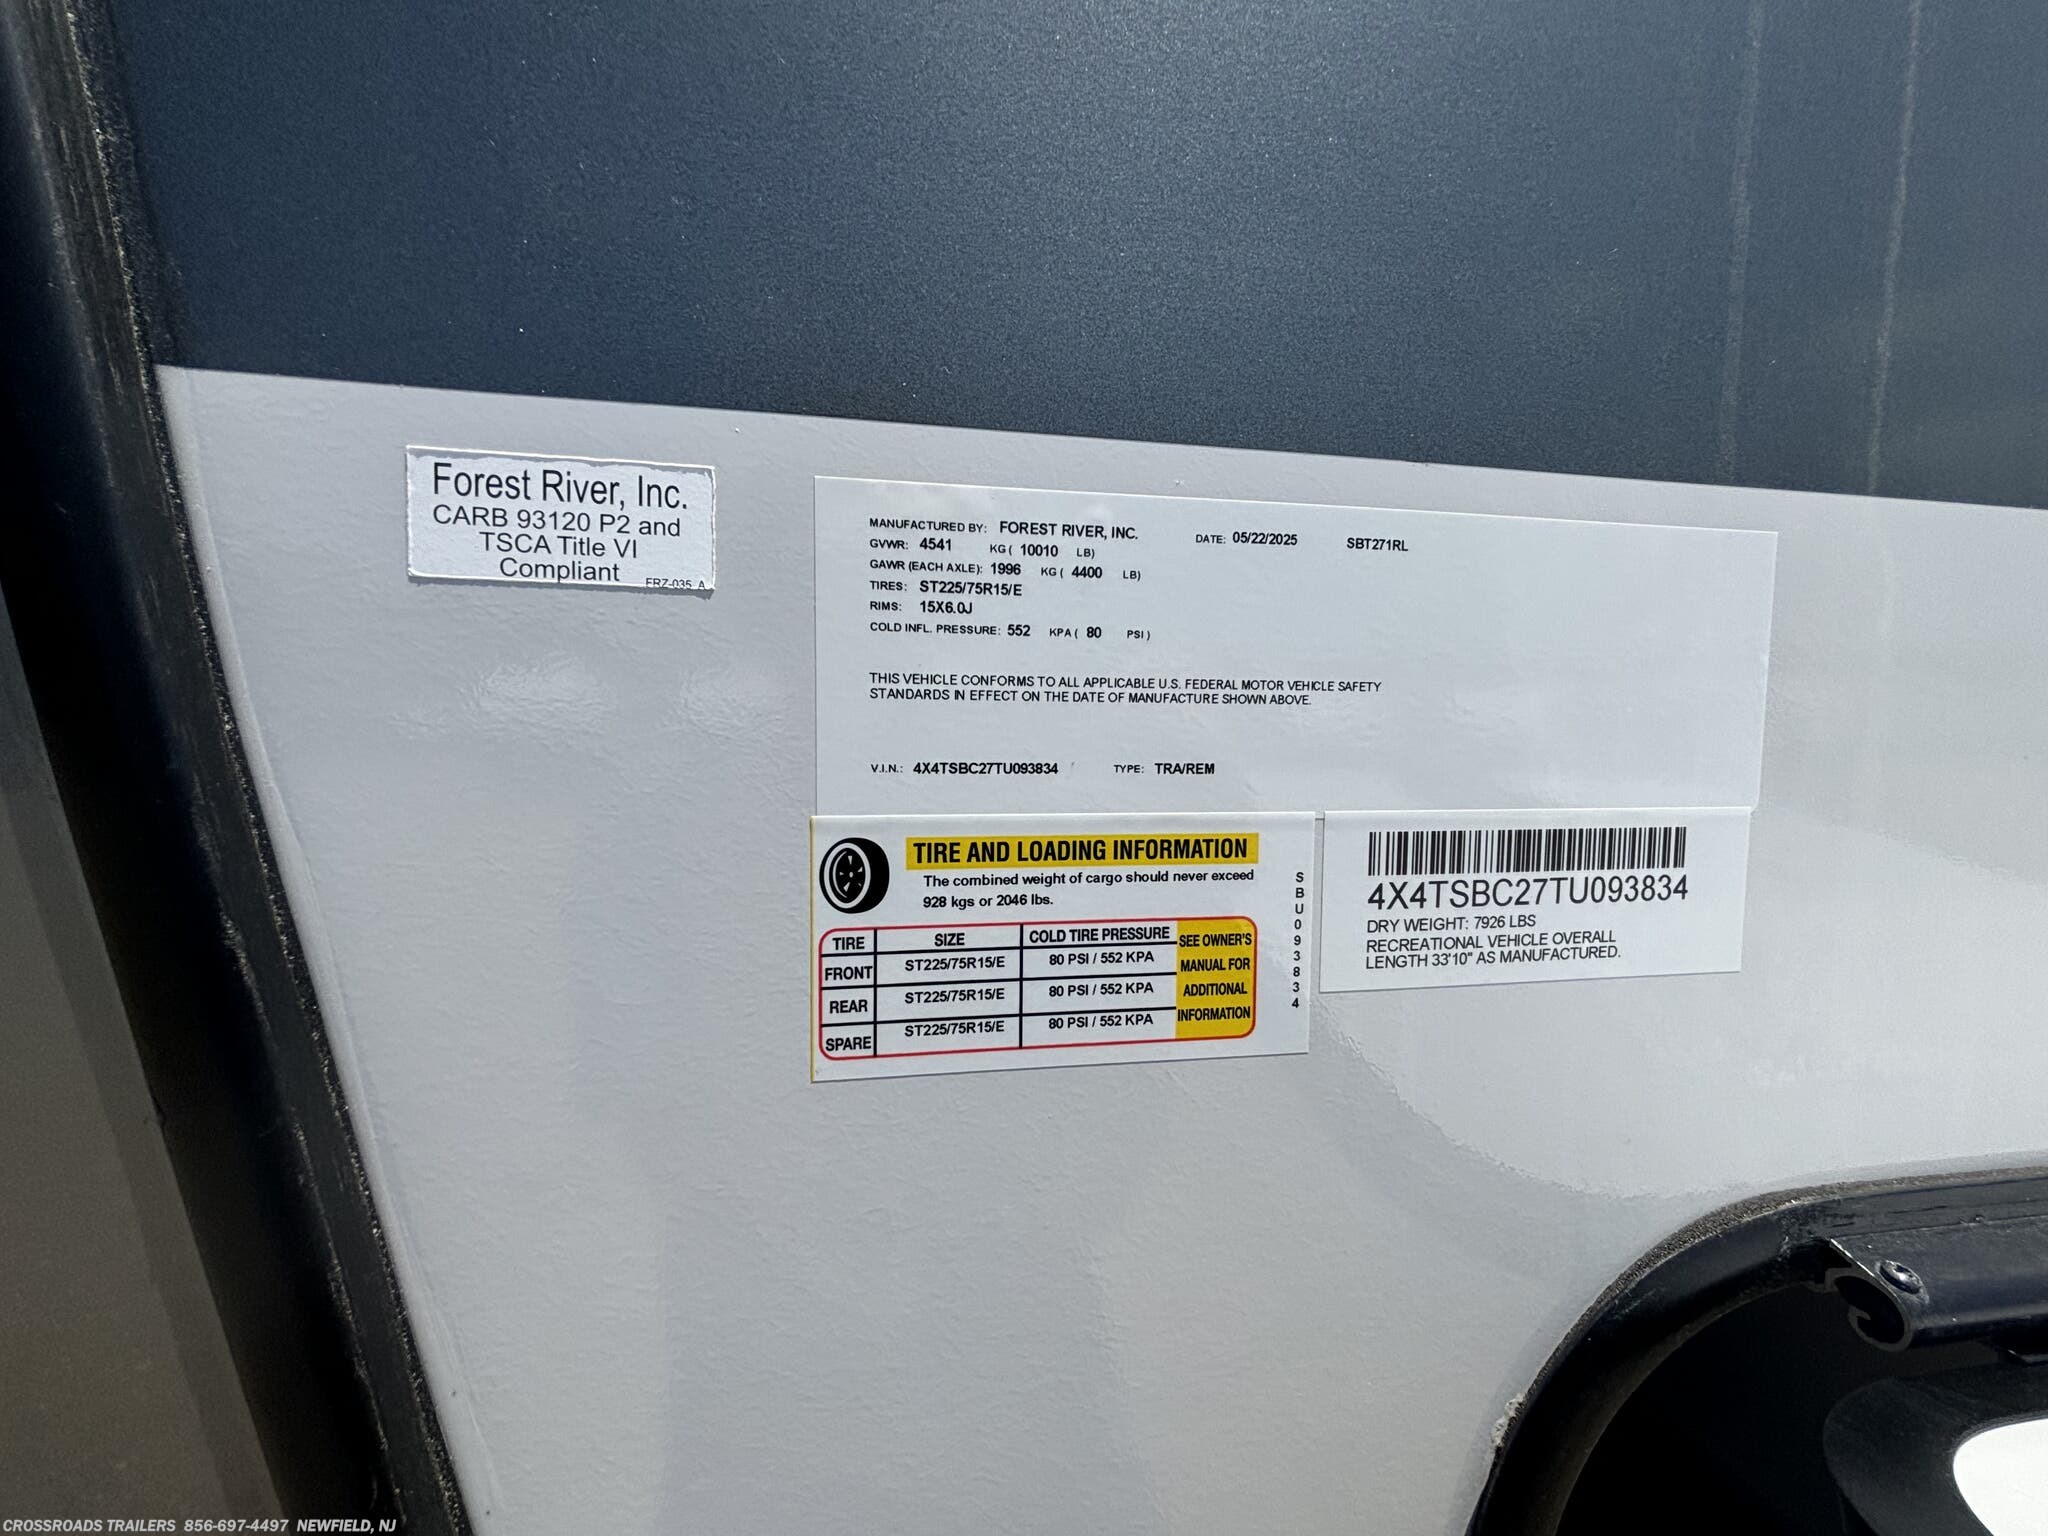 Forest River, Inc.
CARB 93120 P2 and
TSCA Title VI
Compliant
FRZ-035 A
MANUFACTURED BY: FOREST RIVER, INC. DATE: 05/22/2025 SBT271RL
GVWR: 4541 KG ( 10010 LB)
GAWR (EACH AXLE): 1996 KG ( 4400 LB)
TIRES: ST225/75R15/E
RIMS: 15X6.0J
COLD INFL. PRESSURE: 552 KPA ( 80 PSI )
THIS VEHICLE CONFORMS TO ALL APPLICABLE U.S. FEDERAL MOTOR VEHICLE SAFETY
STANDARDS IN EFFECT ON THE DATE OF MANUFACTURE SHOWN ABOVE.
V.I.N.: 4X4TSBC27TU093834 TYPE: TRA/REM
TIRE AND LOADING INFORMATION
The combined weight of cargo should never exceed
928 kgs or 2046 lbs.
TIRE SIZE COLD TIRE PRESSURE
FRONT ST225/75R15/E 80 PSI / 552 KPA
REAR ST225/75R15/E 80 PSI / 552 KPA
SPARE ST225/75R15/E 80 PSI / 552 KPA
SEE OWNER'S
MANUAL FOR
ADDITIONAL
INFORMATION
SBU093834
4X4TSBC27TU093834
DRY WEIGHT: 7926 LBS
RECREATIONAL VEHICLE OVERALL
LENGTH 33'10" AS MANUFACTURED.
CROSSROADS TRAILERS 856-697-4497 NEWFIELD, NJ